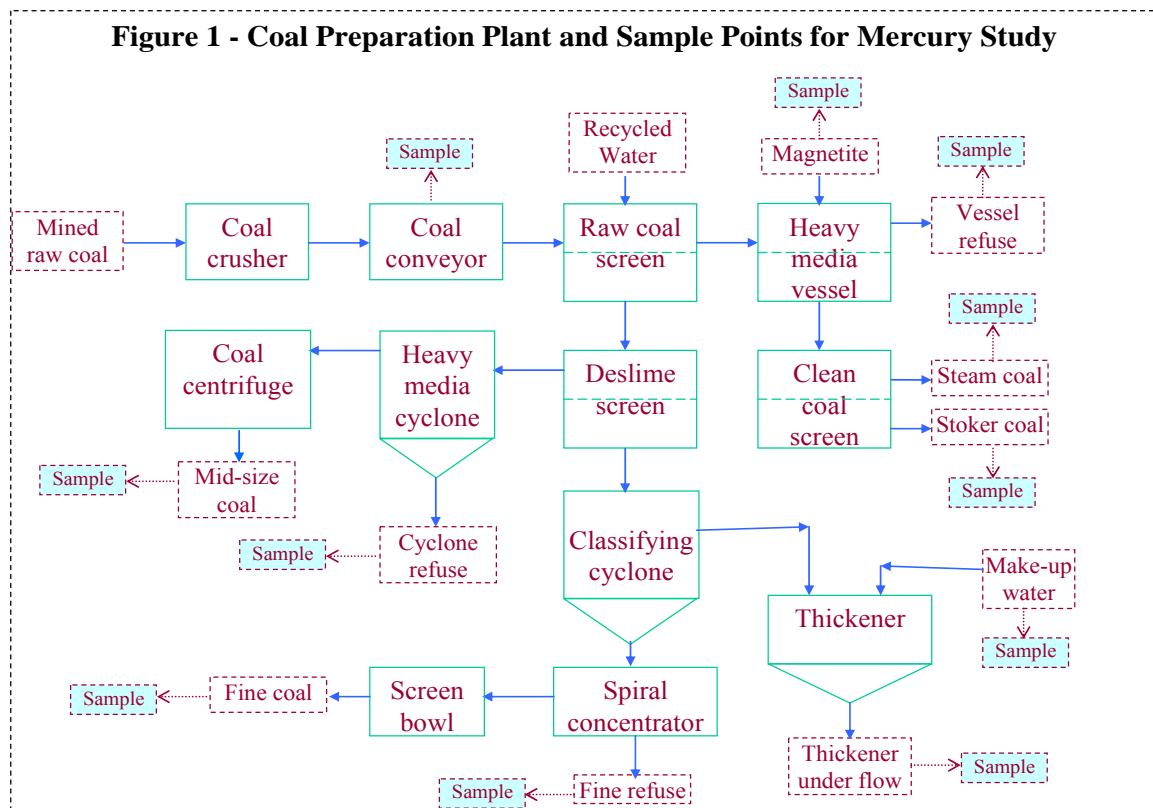 Figure 1 - Coal Preparation Plant and Sample Points for Mercury Study
Sample
Sample
Recycled
Water
Magnetite
Sample
Mined
raw coal
Coal
crusher
Coal
conveyor
Raw coal
screen
Heavy
media
vessel
Vessel
refuse
Sample
Coal
centrifuge
Heavy
media
cyclone
Deslime
screen
Clean
coal
screen
Steam coal
Stoker coal
Sample
Mid-size
coal
Sample
Sample
Cyclone
refuse
Classifying
cyclone
Thickener
Make-up
water
Sample
Sample
Fine coal
Screen
bowl
Spiral
concentrator
Thickener
under flow
Sample
Sample
Fine refuse